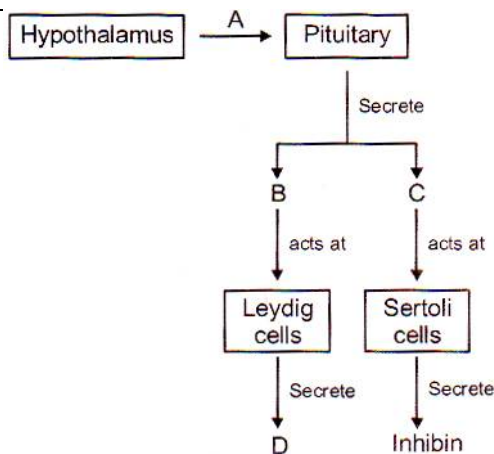 A
Hypothalamus Pituitary
Secrete
B C
acts at acts at
Leydig Sertoli
cells cells
Secrete Secrete
D Inhibin